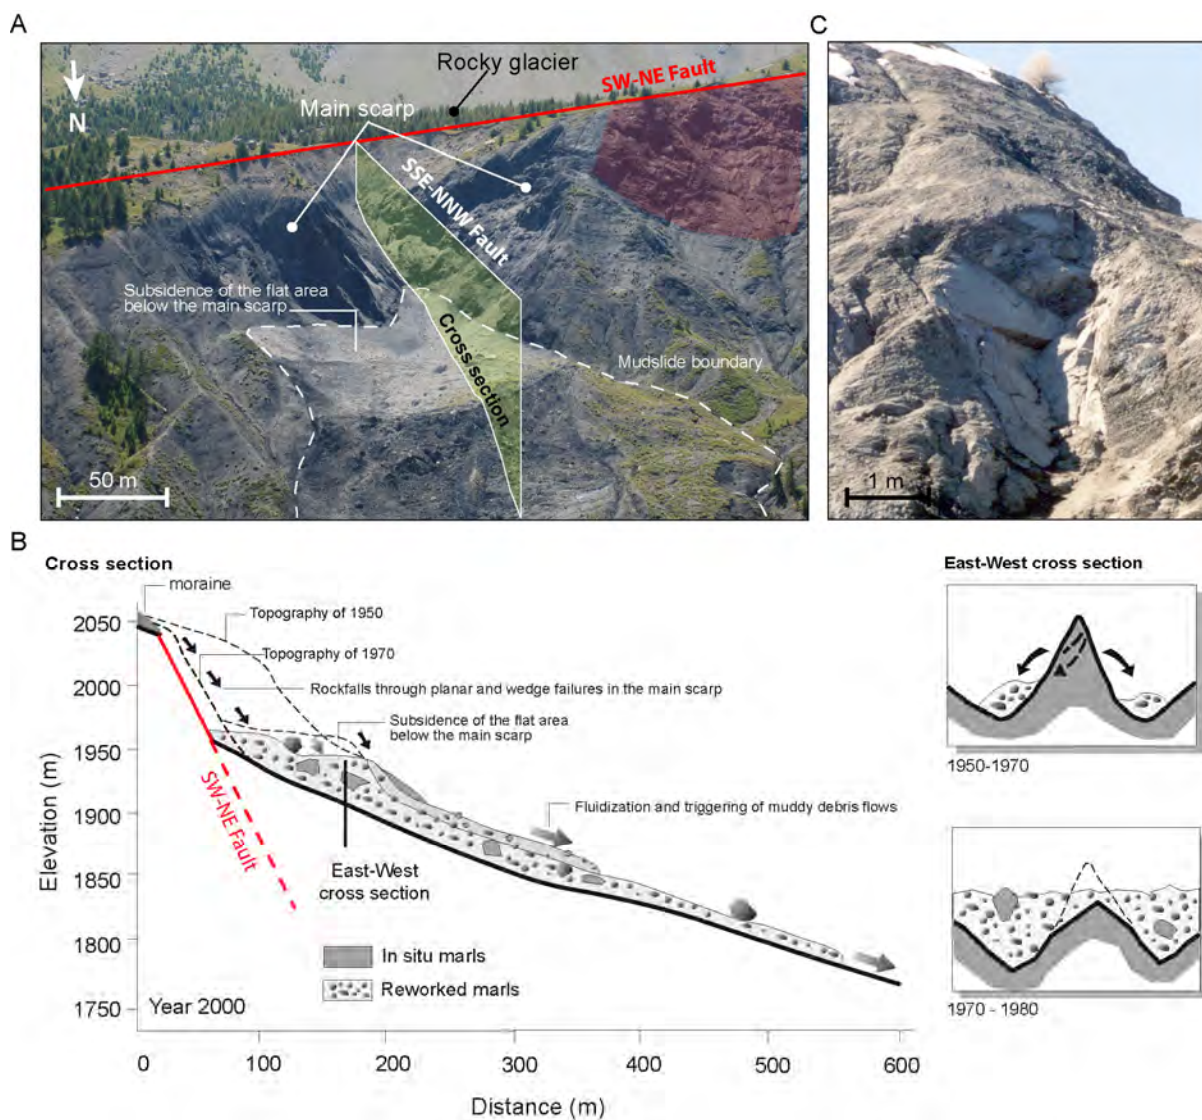 A
N
Rocky glacier
SW-NE Fault
Main scarp
SSE-NNW Fault
Subsidence of the flat area
below the main scarp
Cross section
Mudslide boundary
50 m
C
1 m
B
Cross section
moraine
Topography of 1950
Topography of 1970
Rockfalls through planar and wedge failures in the main scarp
Subsidence of the flat area
below the main scarp
SW-NE Fault
Fluidization and triggering of muddy debris flows
East-West
cross section
In situ marls
Reworked marls
Year 2000
Elevation (m)
2050
2000
1950
1900
1850
1800
1750
0
100
200
300
400
500
600
Distance (m)
East-West cross section
1950-1970
1970 - 1980